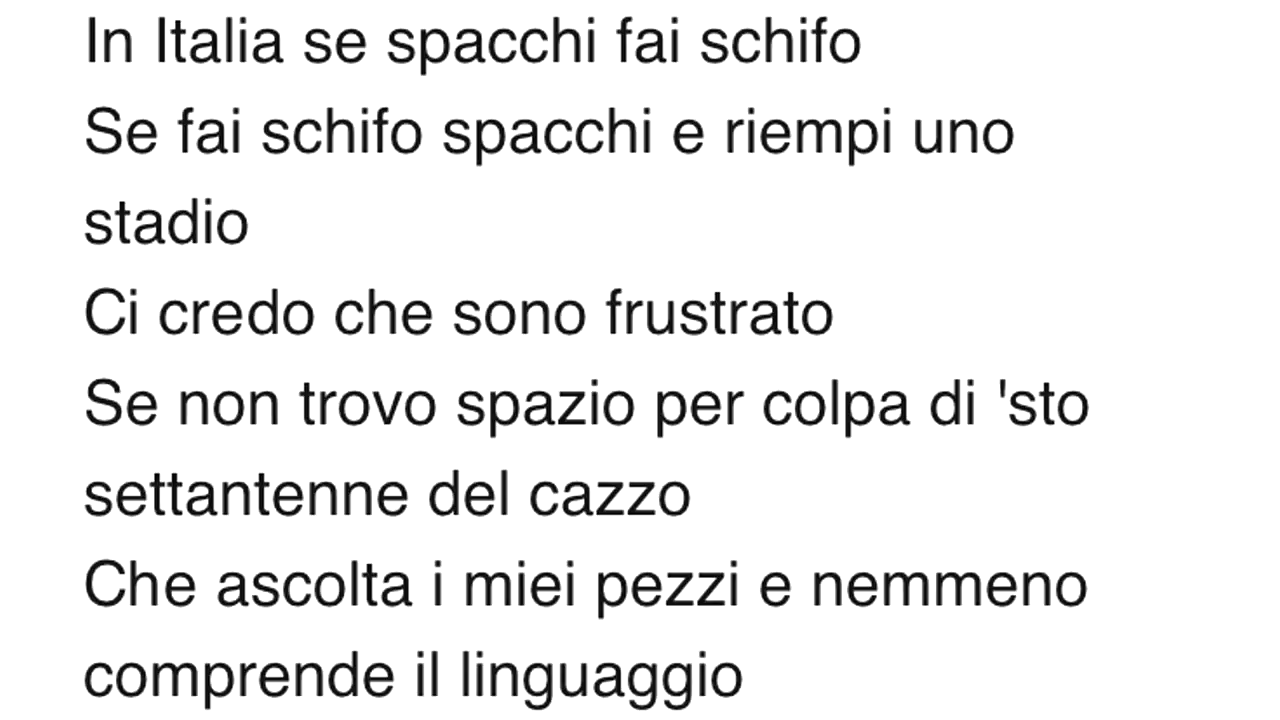 In Italia se spacchi fai schifo
Se fai schifo spacchi e riempi uno
stadio
Ci credo che sono frustrato
Se non trovo spazio per colpa di 'sto
settantenne del cazzo
Che ascolta i miei pezzi e nemmeno
comprende il linguaggio